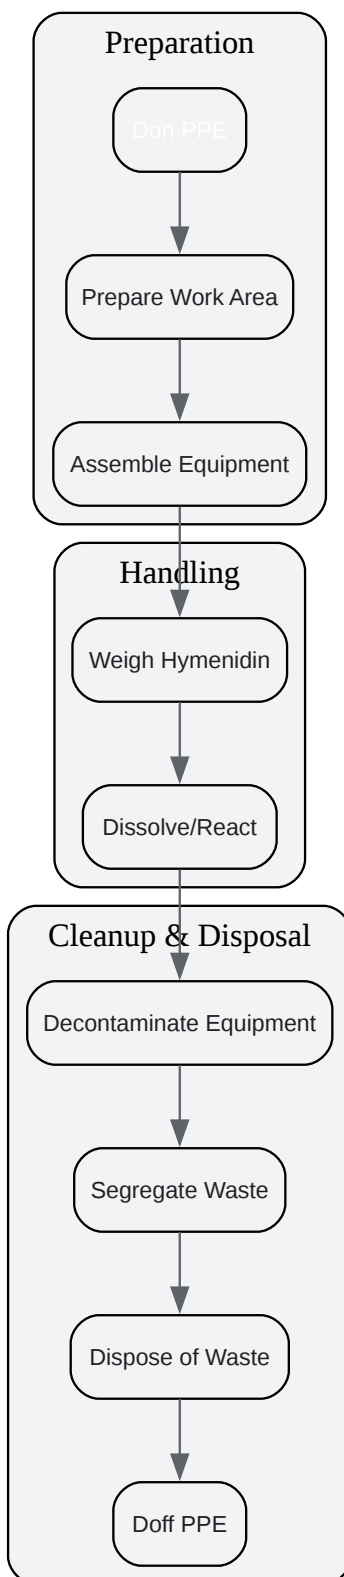 Preparation
Don PPE
Prepare Work Area
Assemble Equipment
Handling
Weigh Hymenidin
Dissolve/React
Cleanup & Disposal
Decontaminate Equipment
Segregate Waste
Dispose of Waste
Doff PPE